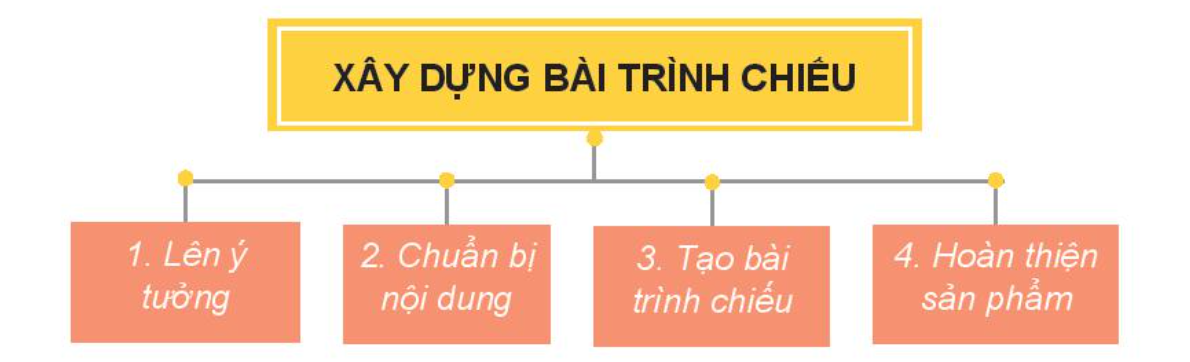 XÂY DỰNG BÀI TRÌNH CHIẾU
1. Lên ý
tưởng
2. Chuẩn bị
nội dung
3. Tạo bài
trình chiếu
4. Hoàn thiện
sản phẩm